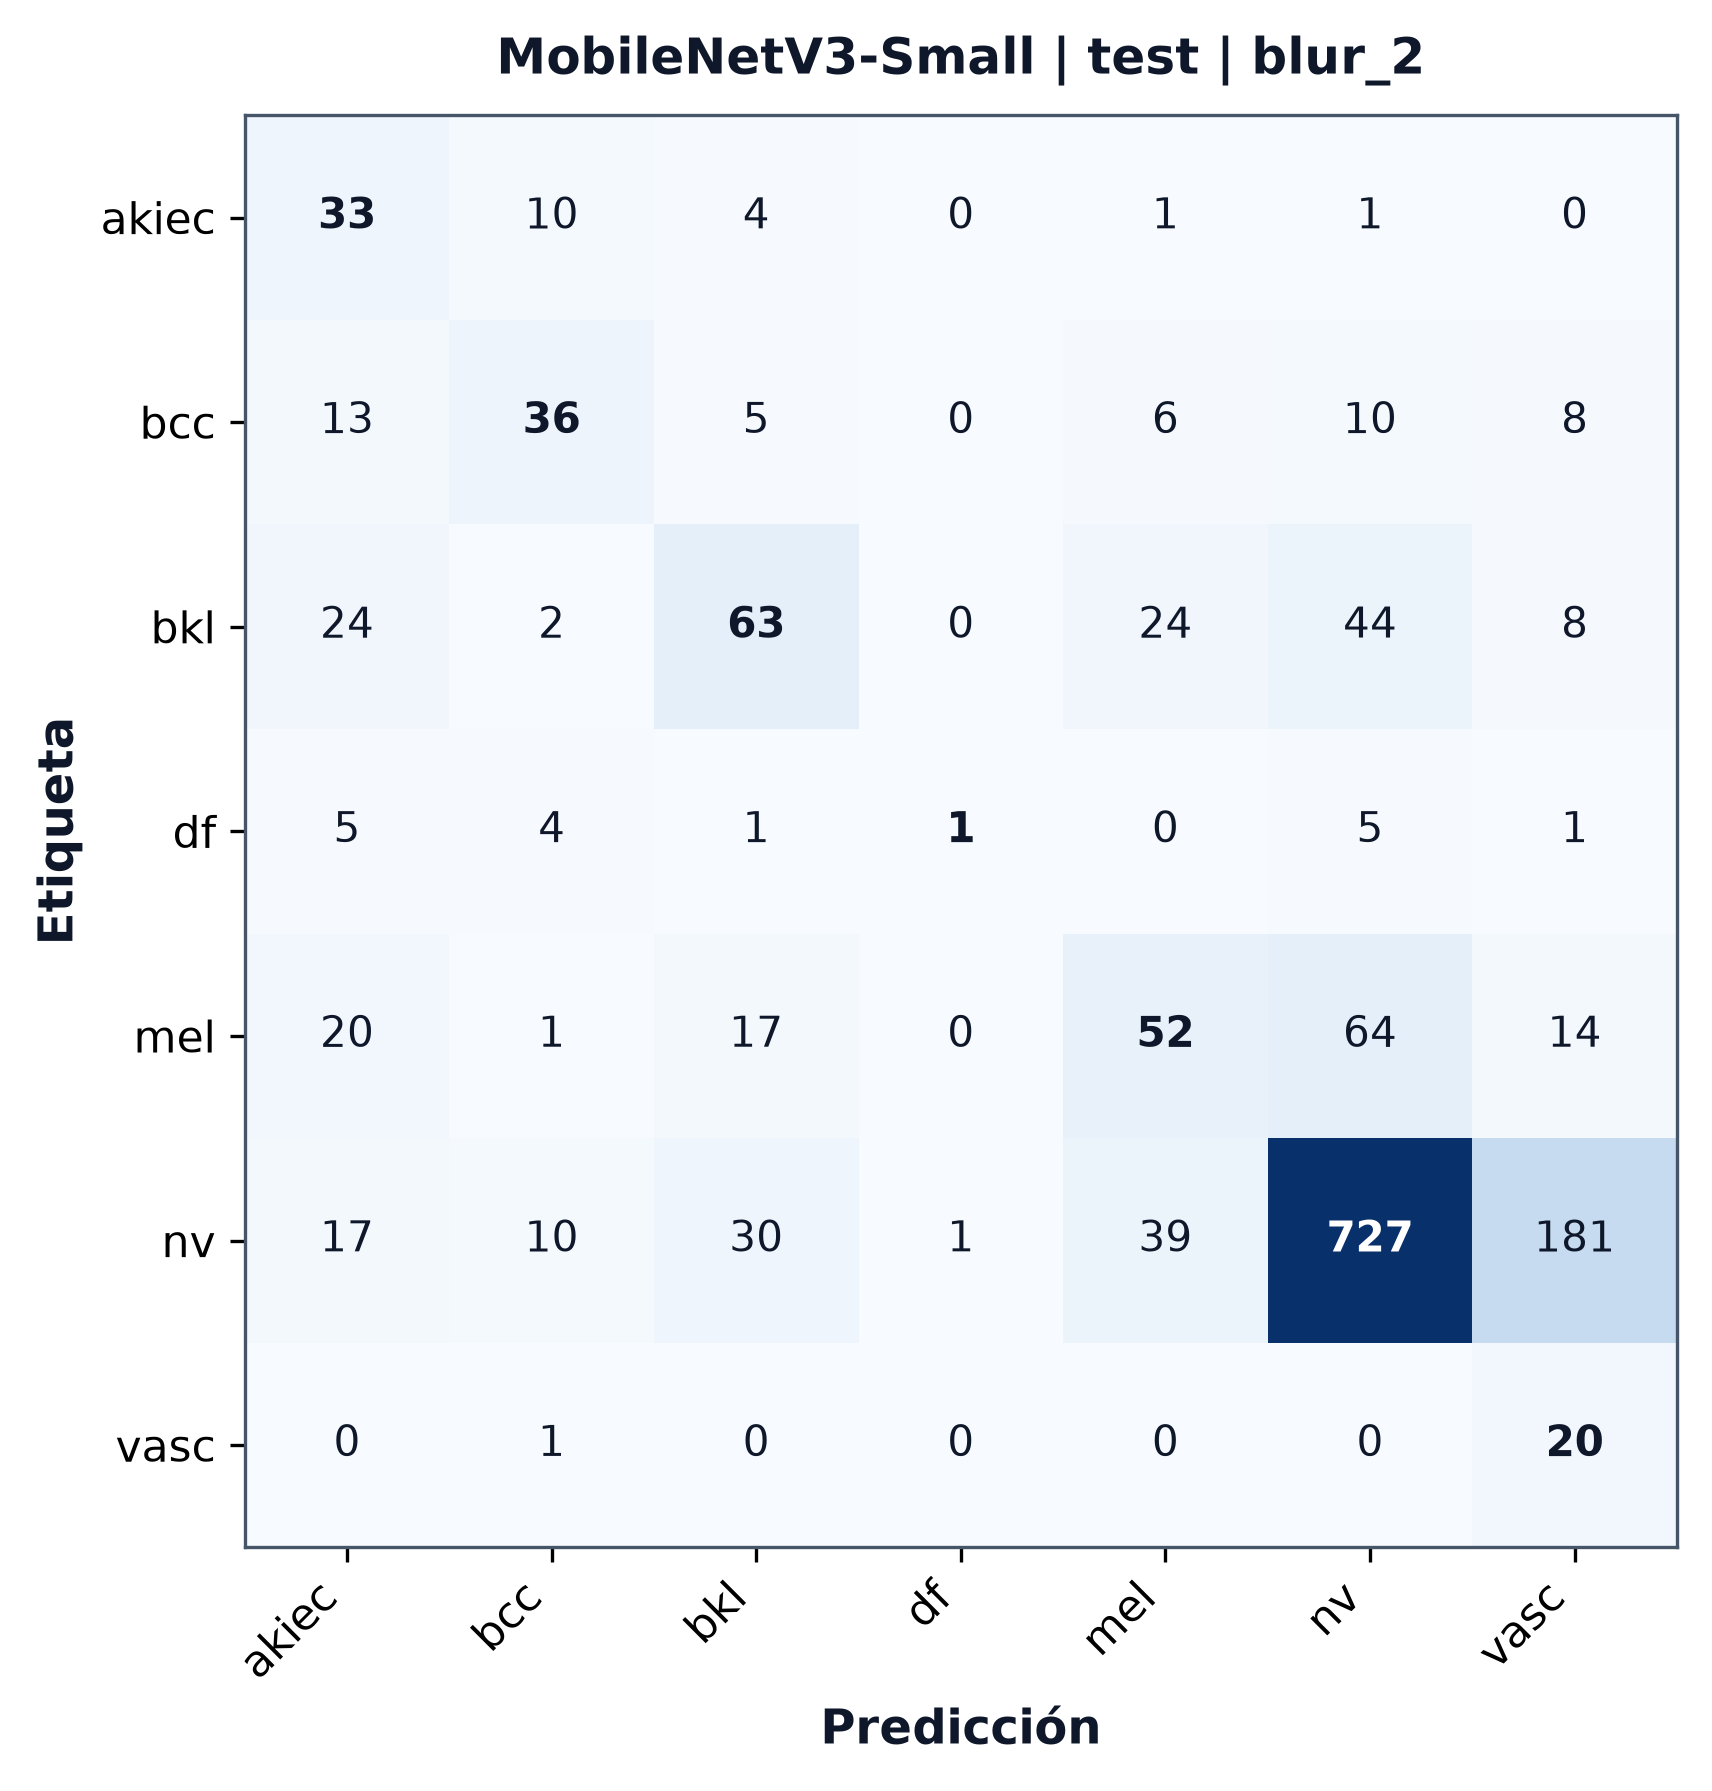 MobileNetV3-Small | test | blur_2
akiec 33 10 4 0 1 1 0
bcc 13 36 5 0 6 10 8
bkl 24 2 63 0 24 44 8
df 5 4 1 1 0 5 1
mel 20 1 17 0 52 64 14
nv 17 10 30 1 39 727 181
vasc 0 1 0 0 0 0 20
Etiqueta
akiec bcc bkl df mel nv vasc
Predicción